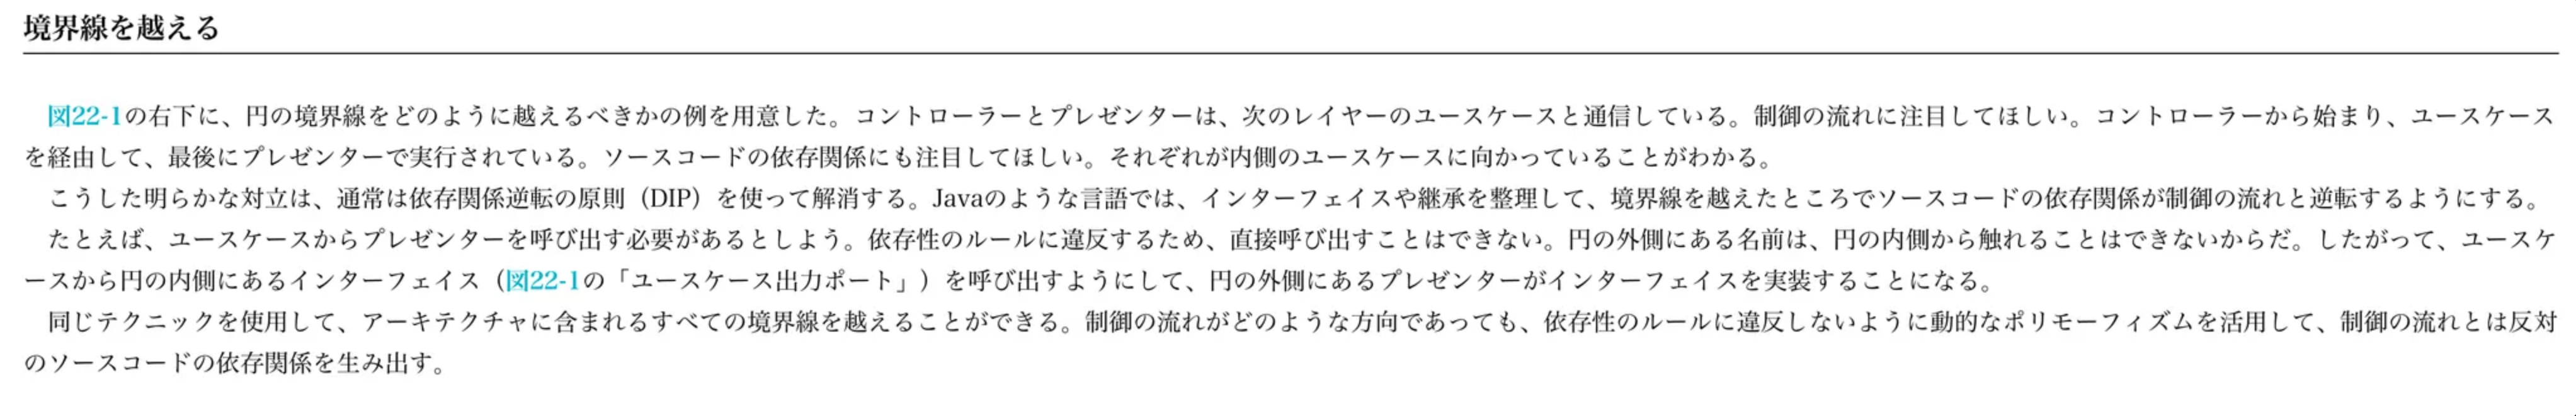 境界線を越える
図22-1の右下に、円の境界線をどのように越えるべきかの例を用意した。コントローラーとプレゼンターは、次のレイヤーのユースケースと通信している。制御の流れに注目してほしい。コントローラーから始まり、ユースケース
を経由して、最後にプレゼンターで実行されている。ソースコードの依存関係にも注目してほしい。それぞれが内側のユースケースに向かっていることがわかる。
こうした明らかな対立は、通常は依存関係逆転の原則（DIP）を使って解消する。Javaのような言語では、インターフェイスや継承を整理して、境界線を越えたところでソースコードの依存関係が制御の流れと逆転するようにする。
たとえば、ユースケースからプレゼンターを呼び出す必要があるとしよう。依存性のルールに違反するため、直接呼び出すことはできない。円の外側にある名前は、円の内側から触れることはできないからだ。したがって、ユースケ
ースから円の内側にあるインターフェイス（図22-1の「ユースケース出力ポート」）を呼び出すようにして、円の外側にあるプレゼンターがインターフェイスを実装することになる。
同じテクニックを使用して、アーキテクチャに含まれるすべての境界線を越えることができる。制御の流れがどのような方向であっても、依存性のルールに違反しないように動的なポリモーフィズムを活用して、制御の流れとは反対
のソースコードの依存関係を生み出す。